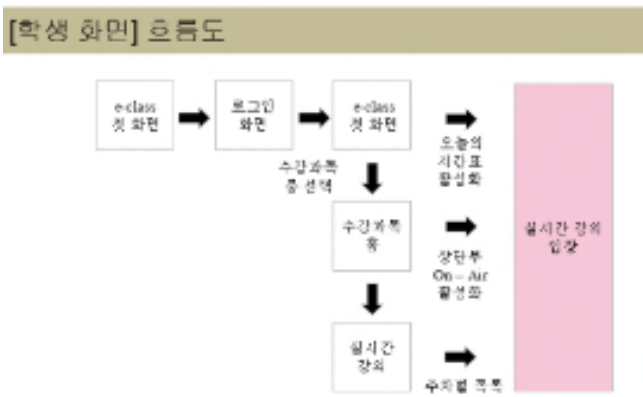 [학생 화면] 흐름도
e-class
첫 화면
로그인
화면
e-class
첫 화면
오늘의
시간표
활성화
수강과목
홈 선택
수강과목
홈
상단부
On – Air
활성화
실시간 강의
입장
실시간
강의
주차별 목록